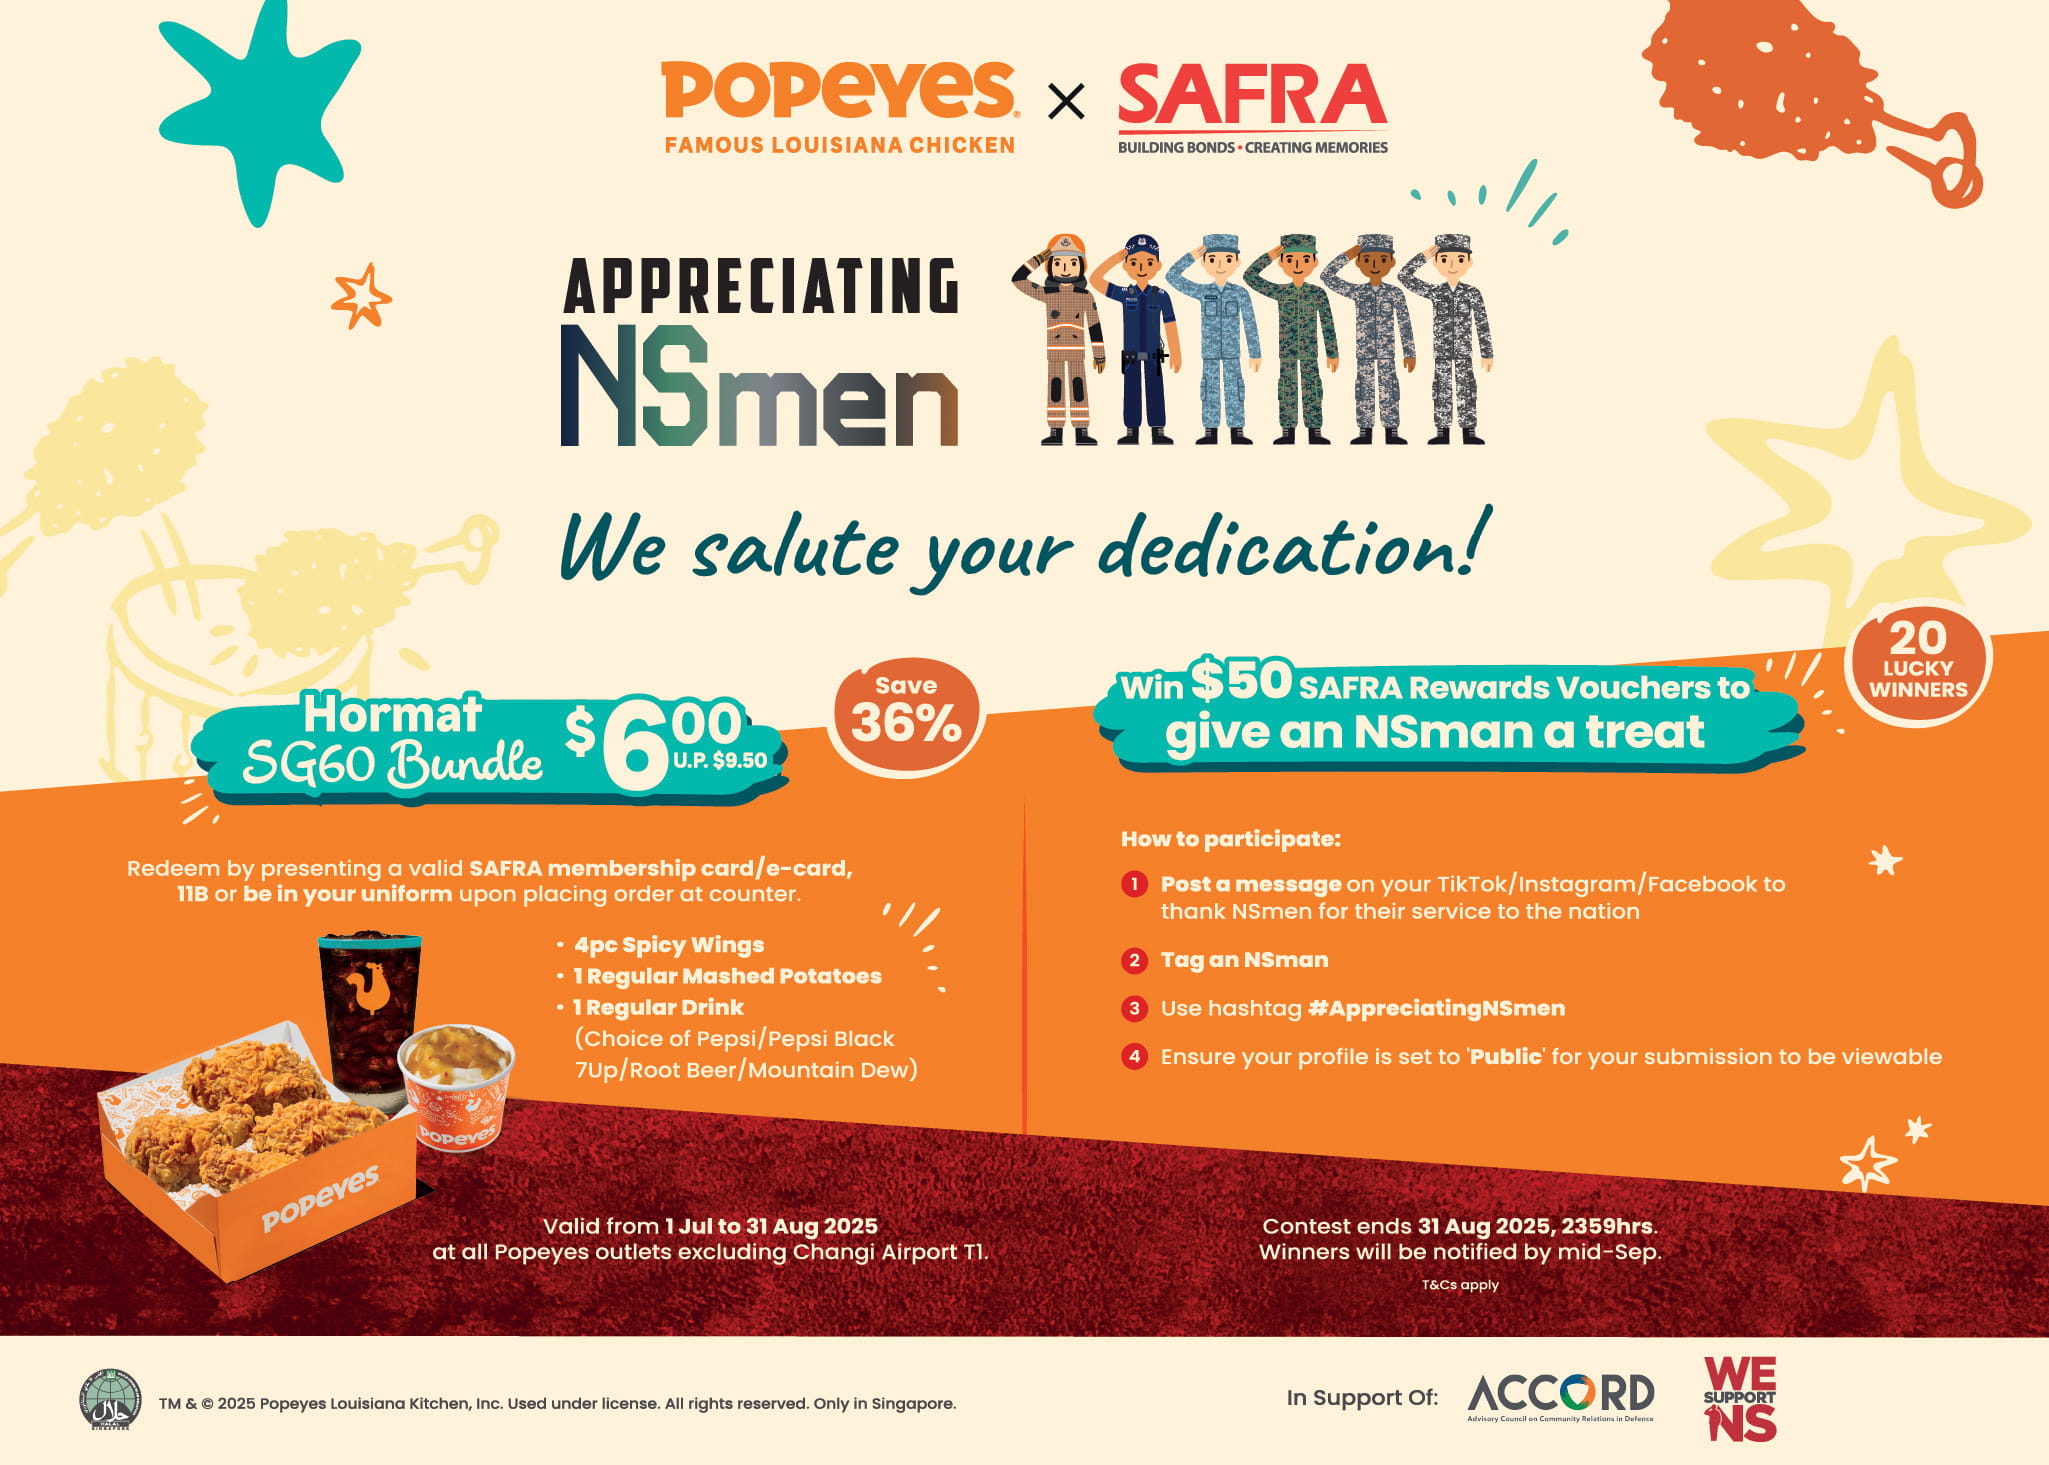 POPEYES®
FAMOUS LOUISIANA CHICKEN
×
SAFRA
BUILDING BONDS • CREATING MEMORIES
APPRECIATING
NSmen
We salute your dedication!
Hormat
SG60 Bundle
$6.00
U.P. $9.50
Save
36%
Redeem by presenting a valid SAFRA membership card/e-card,
11B or be in your uniform upon placing order at counter.
• 4pc Spicy Wings
• 1 Regular Mashed Potatoes
• 1 Regular Drink
(Choice of Pepsi/Pepsi Black
7Up/Root Beer/Mountain Dew)
POPEYES
POPEYES
Valid from 1 Jul to 31 Aug 2025
at all Popeyes outlets excluding Changi Airport T1.
Win $50 SAFRA Rewards Vouchers to
give an NSman a treat
20
LUCKY
WINNERS
How to participate:
1 Post a message on your TikTok/Instagram/Facebook to
thank NSmen for their service to the nation
2 Tag an NSman
3 Use hashtag #AppreciatingNSmen
4 Ensure your profile is set to 'Public' for your submission to be viewable
Contest ends 31 Aug 2025, 2359hrs.
Winners will be notified by mid-Sep.
T&Cs apply
حلال
HALAL
SINGAPORE
TM & © 2025 Popeyes Louisiana Kitchen, Inc. Used under license. All rights reserved. Only in Singapore.
In Support Of:
ACCORD
Advisory Council on Community Relations in Defence
WE
SUPPORT
NS